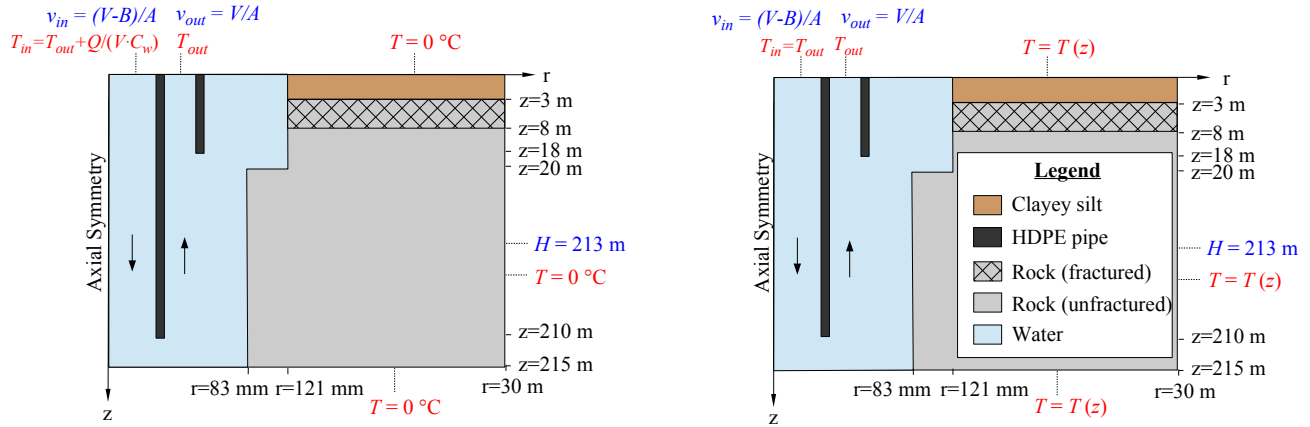 v_in = (V-B)/A
v_out = V/A
T_in=T_out+Q/(V·C_w)
T_out
T = 0 °C
r
z=3 m
z=8 m
z=18 m
z=20 m
Axial Symmetry
H = 213 m
T = 0 °C
z=210 m
z=215 m
r=83 mm
r=121 mm
r=30 m
T = 0 °C
z
v_in = (V-B)/A
v_out = V/A
T_in=T_out
T_out
T = T (z)
r
z=3 m
z=8 m
z=18 m
z=20 m
Axial Symmetry
Legend
Clayey silt
HDPE pipe
Rock (fractured)
Rock (unfractured)
Water
H = 213 m
T = T (z)
z=210 m
z=215 m
r=83 mm
r=121 mm
r=30 m
T = T (z)
z